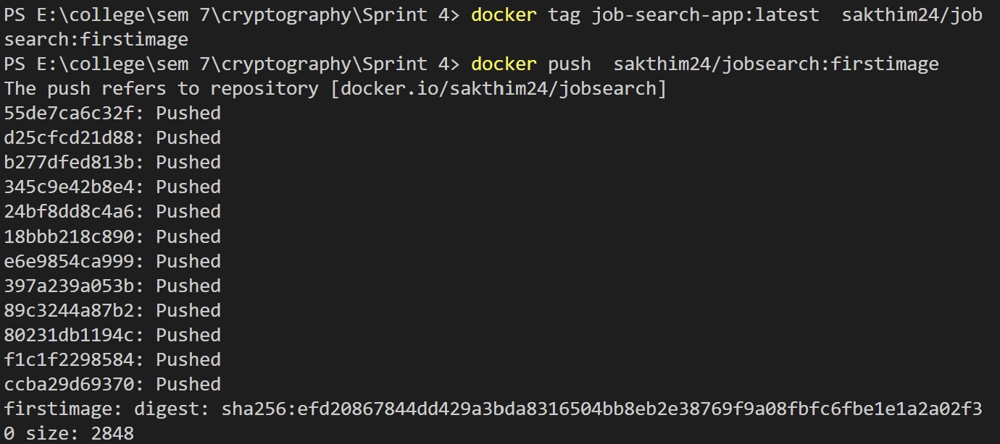 PS E:\college\sem 7\cryptography\Sprint 4> docker tag job-search-app:latest  sakthim24/job
search:firstimage
PS E:\college\sem 7\cryptography\Sprint 4> docker push  sakthim24/jobsearch:firstimage
The push refers to repository [docker.io/sakthim24/jobsearch]
55de7ca6c32f: Pushed
d25cfcd21d88: Pushed
b277dfed813b: Pushed
345c9e42b8e4: Pushed
24bf8dd8c4a6: Pushed
18bbb218c890: Pushed
e6e9854ca999: Pushed
397a239a053b: Pushed
89c3244a87b2: Pushed
80231db1194c: Pushed
f1c1f2298584: Pushed
ccba29d69370: Pushed
firstimage: digest: sha256:efd20867844dd429a3bda8316504bb8eb2e38769f9a08fbfc6fbe1e1a2a02f3
0 size: 2848